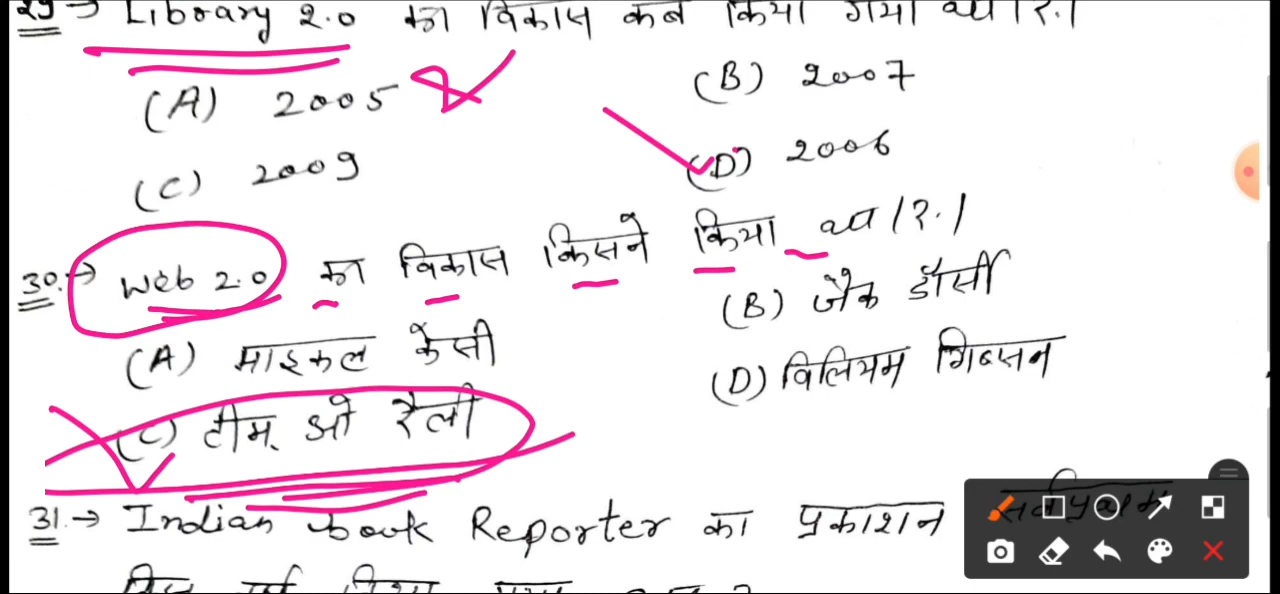 29 → Library 2.0 का विकास कब किया गया था।?।
(A) 2005
(B) 2007
(C) 2009
(D) 2006
30. → Web 2.0 का विकास किसने किया था।?।
(A) माइकल केसी
(B) जैक डॉर्सी
(C) टीम ओ रैली
(D) विलियम गिब्सन
31. → Indian book Reporter का प्रकाशन